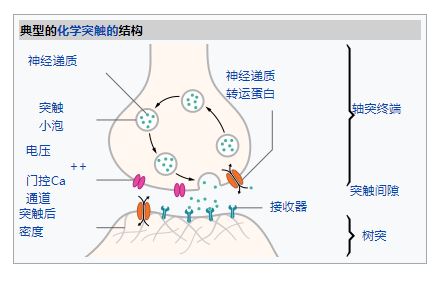 典型的化学突触的结构
神经递质
神经递质
转运蛋白
突触
小泡
轴突终端
电压
++
门控Ca
通道
突触间隙
突触后
密度
接收器
树突